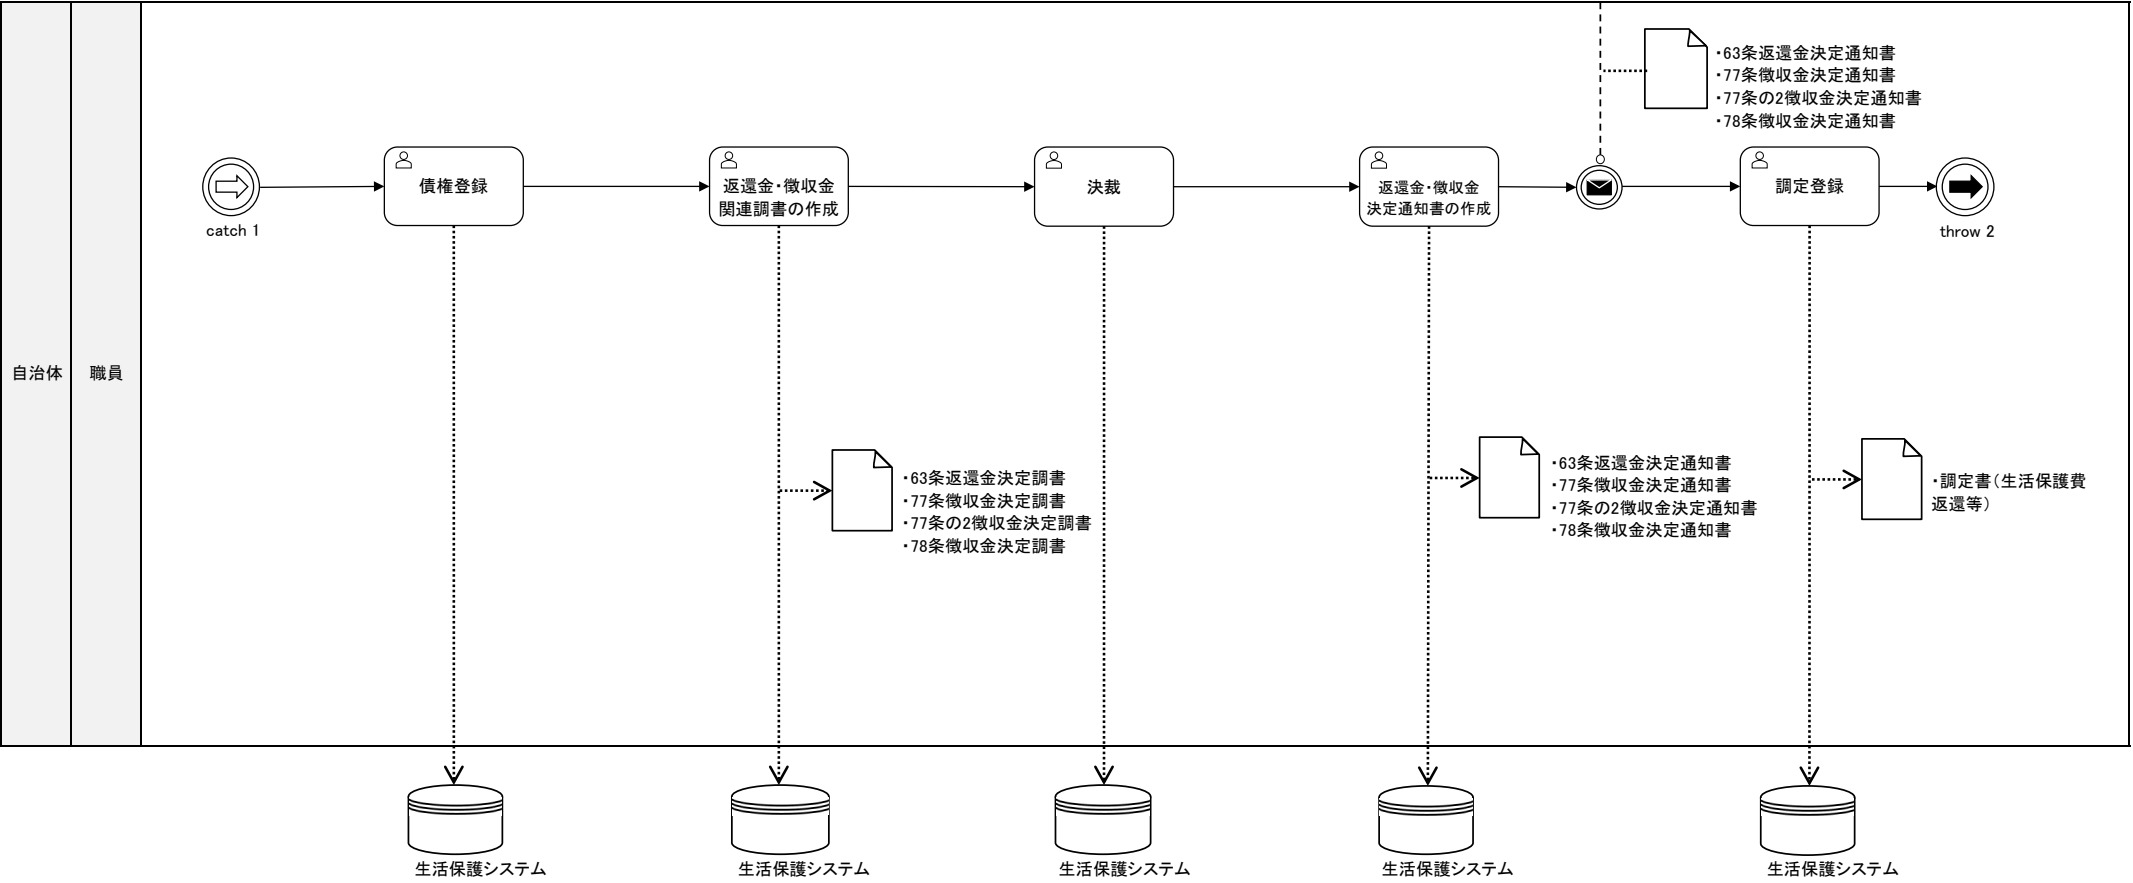 ・63条返還金決定通知書
・77条徴収金決定通知書
・77条の2徴収金決定通知書
・78条徴収金決定通知書
自治体
職員
catch 1
債権登録
返還金・徴収金
関連調書の作成
決裁
返還金・徴収金
決定通知書の作成
調定登録
throw 2
・63条返還金決定調書
・77条徴収金決定調書
・77条の2徴収金決定調書
・78条徴収金決定調書
・63条返還金決定通知書
・77条徴収金決定通知書
・77条の2徴収金決定通知書
・78条徴収金決定通知書
・調定書（生活保護費
返還等）
生活保護システム
生活保護システム
生活保護システム
生活保護システム
生活保護システム